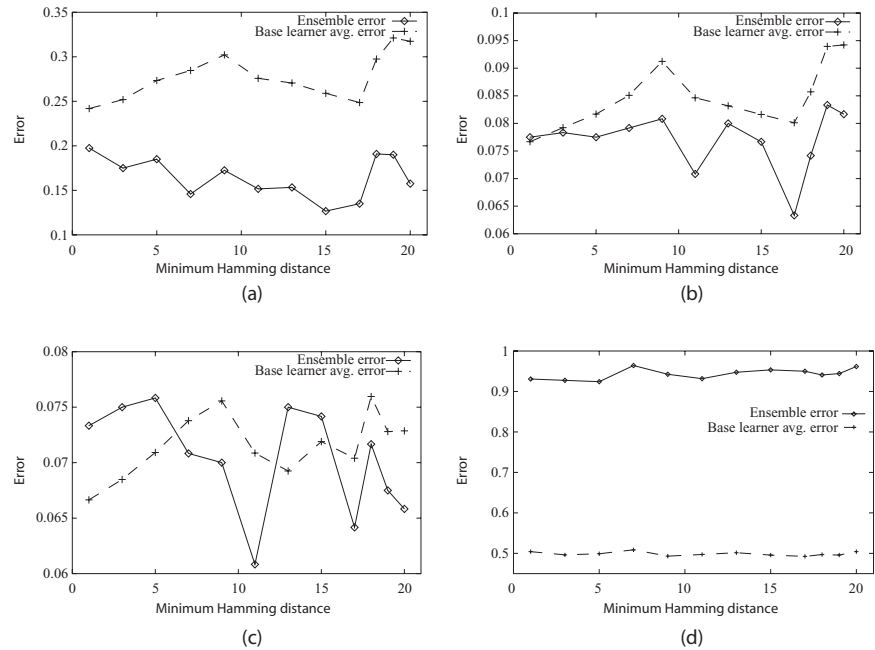 0.35
0.3
0.25
0.2
0.15
0.1
Error
0 5 10 15 20
Minimum Hamming distance
Ensemble error
Base learner avg. error
(a)
0.1
0.095
0.09
0.085
0.08
0.075
0.07
0.065
0.06
Error
0 5 10 15 20
Minimum Hamming distance
Ensemble error
Base learner avg. error
(b)
0.08
0.075
0.07
0.065
0.06
Error
0 5 10 15 20
Minimum Hamming distance
Ensemble error
Base learner avg. error
(c)
1
0.9
0.8
0.7
0.6
0.5
Error
0 5 10 15 20
Minimum Hamming distance
Ensemble error
Base learner avg. error
(d)